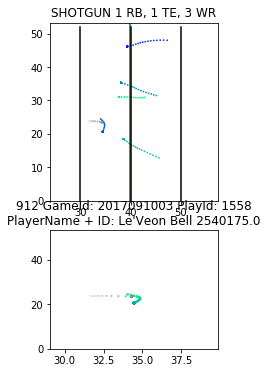 SHOTGUN 1 RB, 1 TE, 3 WR
50
40
30
20
10
0
30 40 50
912 GameId: 2017091003 PlayId: 1558
PlayerName + ID: Le'Veon Bell 2540175.0
40
20
0
30.0 32.5 35.0 37.5